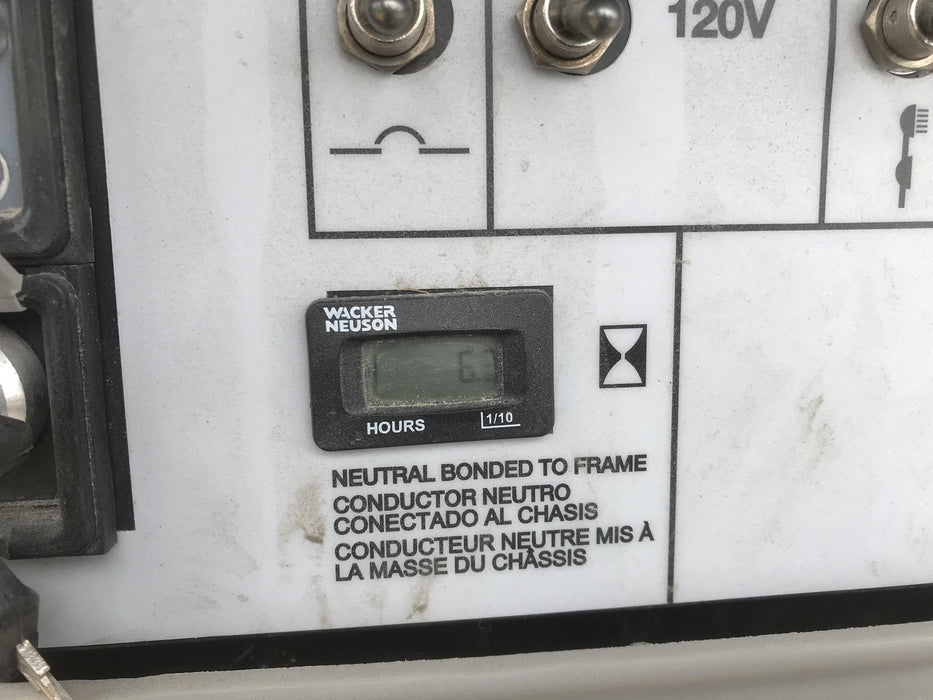 120V
WACKER
NEUSON
HOURS
1/10
NEUTRAL BONDED TO FRAME
CONDUCTOR NEUTRO
CONECTADO AL CHASIS
CONDUCTEUR NEUTRE MIS À
LA MASSE DU CHÂSSIS